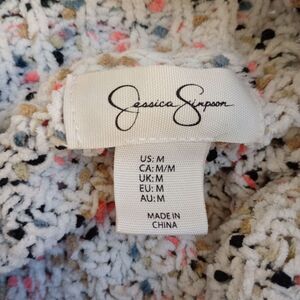 Jessica Simpson
US: M
CA: M/M
UK: M
EU: M
AU: M
MADE IN
CHINA